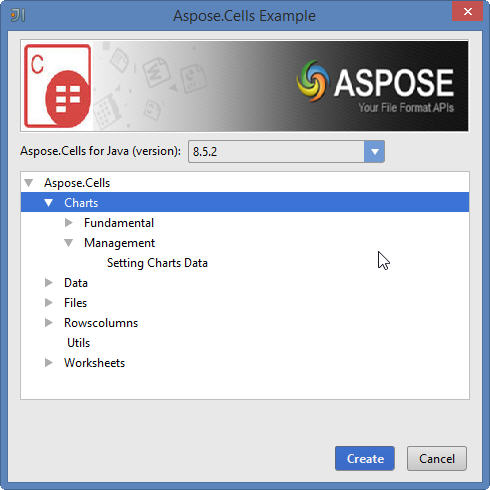 Aspose.Cells Example
C
ASPOSE
Your File Format APIs
Aspose.Cells for Java (version): 8.5.2
Aspose.Cells
Charts
Fundamental
Management
Setting Charts Data
Data
Files
Rowscolumns
Utils
Worksheets
Create Cancel